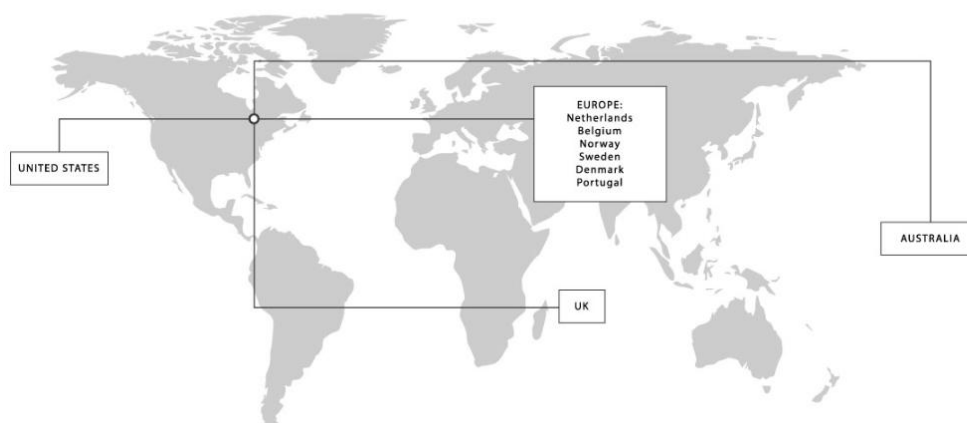 EUROPE:
Netherlands
Belgium
Norway
Sweden
Denmark
Portugal
UNITED STATES
AUSTRALIA
UK